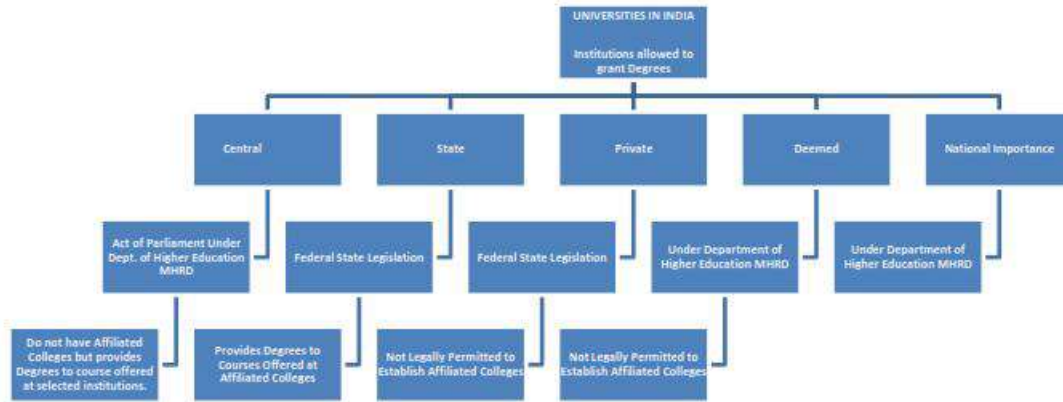 UNIVERSITIES IN INDIA
Institutions allowed to
grant Degrees
Central
State
Private
Deemed
National Importance
Act of Parliament Under
Dept. of Higher Education
MHRD
Federal State Legislation
Federal State Legislation
Under Department of
Higher Education MHRD
Under Department of
Higher Education MHRD
Do not have Affiliated
Colleges but provides
Degrees to course offered
at selected institutions.
Provides Degrees to
Courses Offered at
Affiliated Colleges
Not Legally Permitted to
Establish Affiliated Colleges
Not Legally Permitted to
Establish Affiliated Colleges